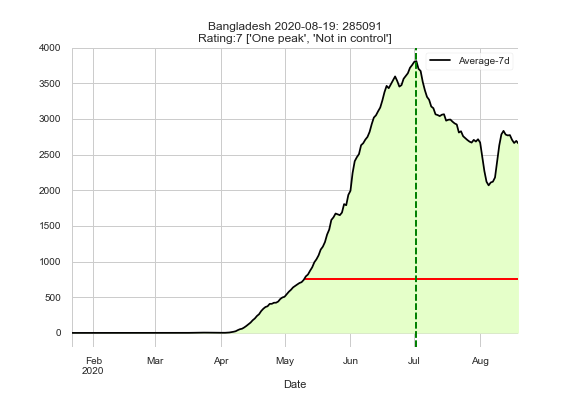 Bangladesh 2020-08-19: 285091
Rating:7 ['One peak', 'Not in control']
Average-7d
4000
3500
3000
2500
2000
1500
1000
500
0
Feb Mar Apr May Jun Jul Aug
2020
Date